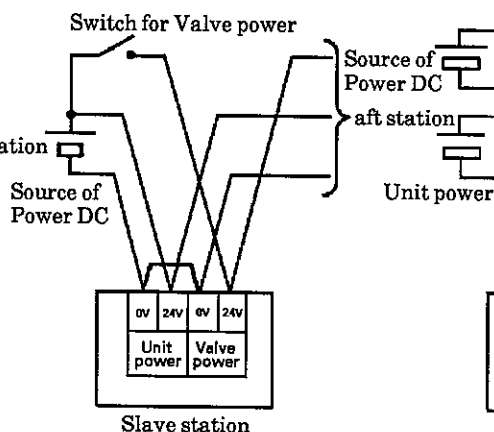 Switch for Valve power
Source of
Power DC
aft station
ation
Source of
Power DC
Unit power
0V 24V 0V 24V
Unit
power
Valve
power
Slave station